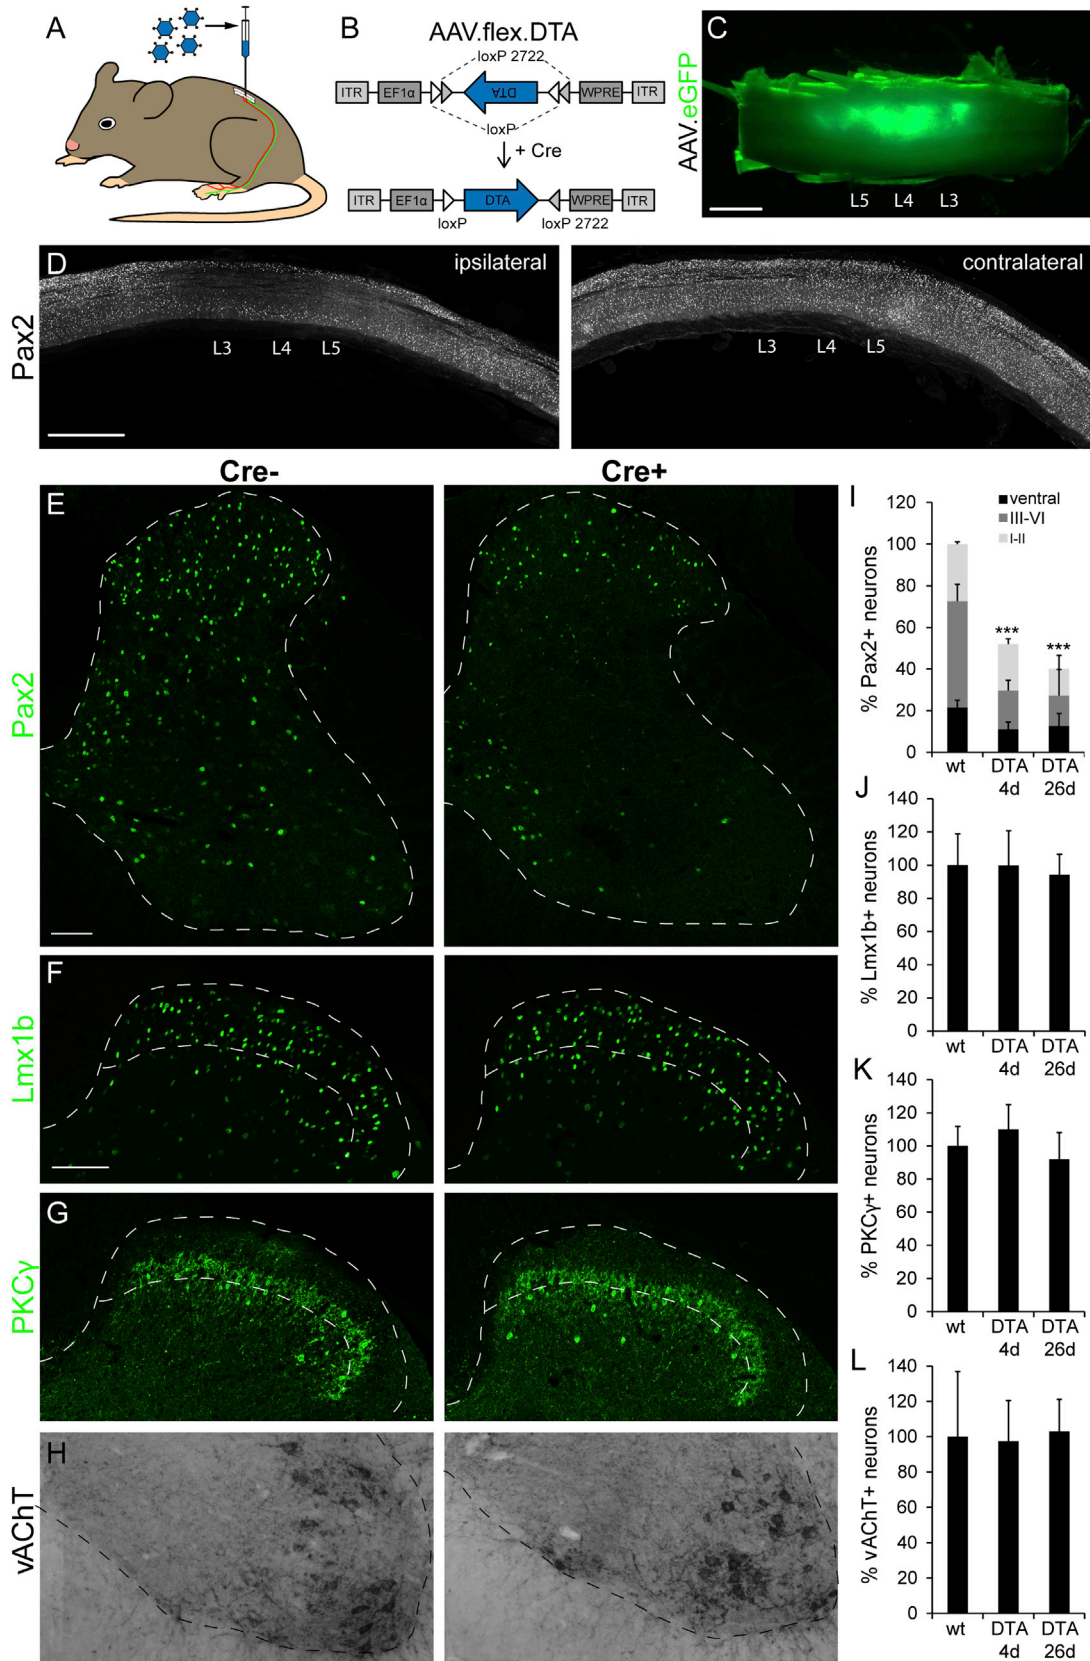 A
B
AAV.flex.DTA
loxP 2722
ITR
EF1α
DTA
WPRE
ITR
loxP
+ Cre
ITR
EF1α
DTA
WPRE
ITR
loxP
loxP 2722
C
AAV.eGFP
L5 L4 L3
D
Pax2
ipsilateral
L3 L4 L5
contralateral
L3 L4 L5
Cre-
Cre+
E
Pax2
F
Lmx1b
G
PKCγ
H
vAChT
I
% Pax2+ neurons
120
100
80
60
40
20
0
ventral
III-VI
I-II
***
***
wt
DTA 4d
DTA 26d
J
% Lmx1b+ neurons
140
120
100
80
60
40
20
0
wt
DTA 4d
DTA 26d
K
% PKCγ+ neurons
140
120
100
80
60
40
20
0
wt
DTA 4d
DTA 26d
L
% vAChT+ neurons
140
120
100
80
60
40
20
0
wt
DTA 4d
DTA 26d